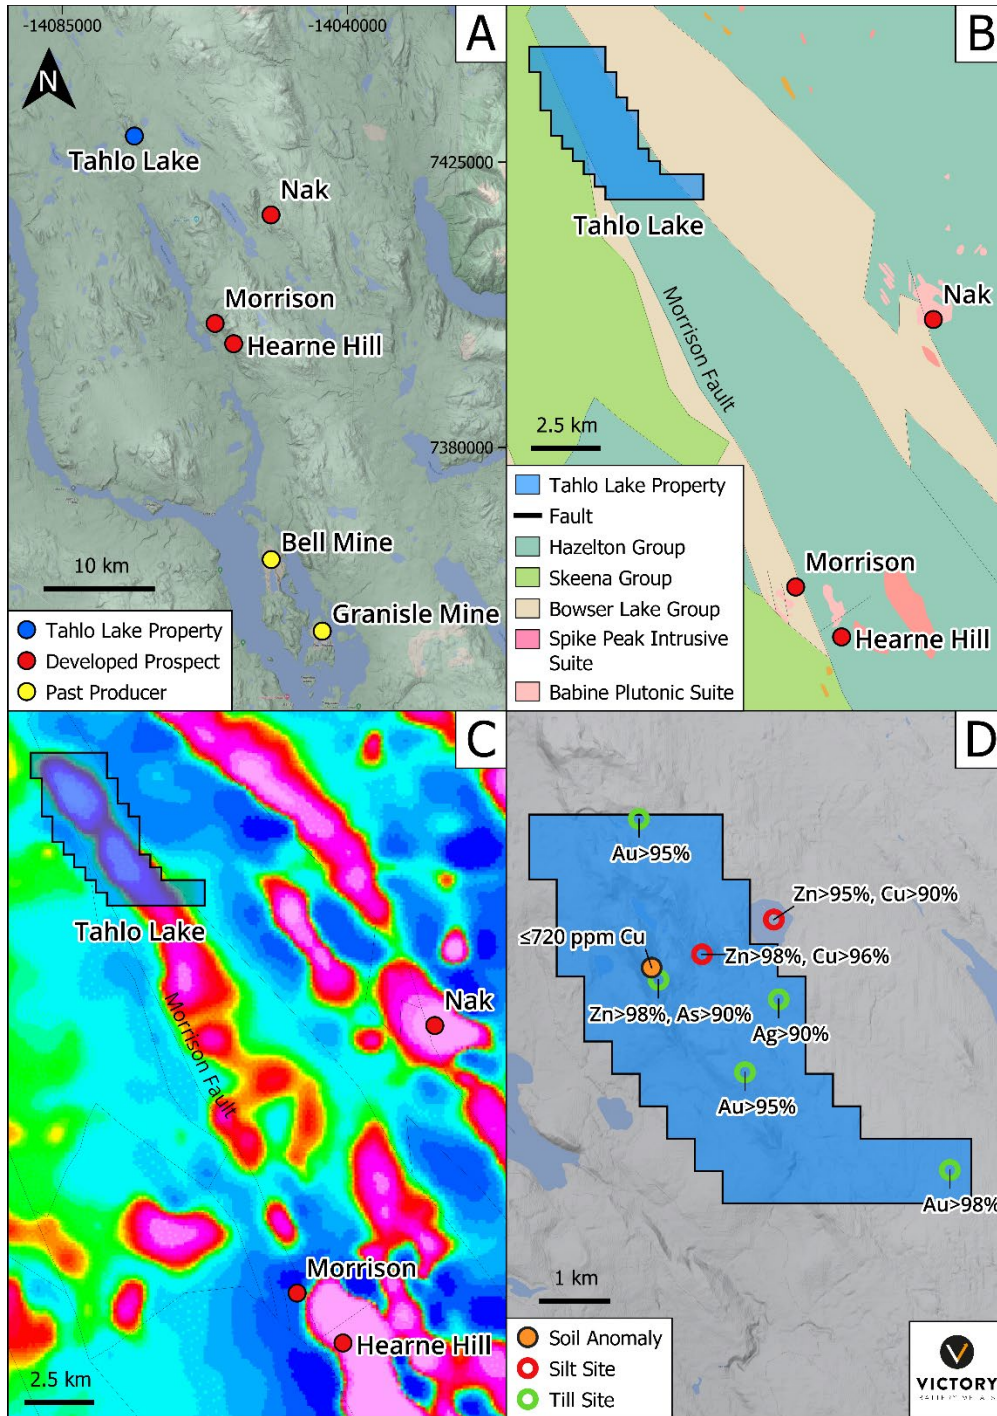 -14085000
-14040000
A
N
Tahlo Lake
7425000
Nak
Morrison
Hearne Hill
7380000
Bell Mine
10 km
Granisle Mine
Tahlo Lake Property
Developed Prospect
Past Producer
B
Tahlo Lake
Morrison Fault
Nak
2.5 km
Tahlo Lake Property
Fault
Hazelton Group
Skeena Group
Bowser Lake Group
Spike Peak Intrusive
Suite
Babine Plutonic Suite
Morrison
Hearne Hill
C
Tahlo Lake
Nak
Morrison Fault
Morrison
Hearne Hill
2.5 km
D
Au>95%
Zn>95%, Cu>90%
≤720 ppm Cu
Zn>98%, Cu>96%
Zn>98%, As>90%
Ag>90%
Au>95%
Au>98%
1 km
Soil Anomaly
Silt Site
Till Site
VICTORY
BATTERY METALS